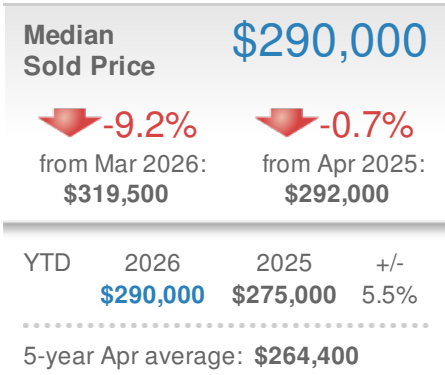 Median $290,000
Sold Price
-9.2% -0.7%
from Mar 2026: from Apr 2025:
$319,500 $292,000
YTD 2026 2025 +/-
$290,000 $275,000 5.5%
5-year Apr average: $264,400